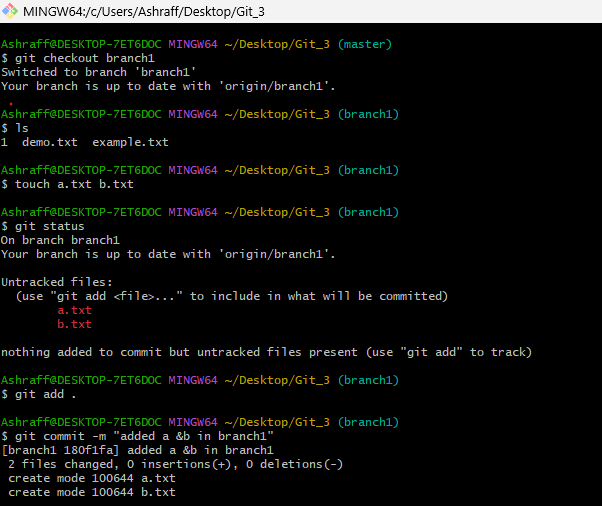 MINGW64:/c/Users/Ashraff/Desktop/Git_3
Ashraff@DESKTOP-7ET6DOC MINGW64 ~/Desktop/Git_3 (master)
$ git checkout branch1
Switched to branch 'branch1'
Your branch is up to date with 'origin/branch1'.
Ashraff@DESKTOP-7ET6DOC MINGW64 ~/Desktop/Git_3 (branch1)
$ ls
1  demo.txt  example.txt
Ashraff@DESKTOP-7ET6DOC MINGW64 ~/Desktop/Git_3 (branch1)
$ touch a.txt b.txt
Ashraff@DESKTOP-7ET6DOC MINGW64 ~/Desktop/Git_3 (branch1)
$ git status
On branch branch1
Your branch is up to date with 'origin/branch1'.
Untracked files:
  (use "git add <file>..." to include in what will be committed)
        a.txt
        b.txt
nothing added to commit but untracked files present (use "git add" to track)
Ashraff@DESKTOP-7ET6DOC MINGW64 ~/Desktop/Git_3 (branch1)
$ git add .
Ashraff@DESKTOP-7ET6DOC MINGW64 ~/Desktop/Git_3 (branch1)
$ git commit -m "added a &b in branch1"
[branch1 180f1fa] added a &b in branch1
 2 files changed, 0 insertions(+), 0 deletions(-)
 create mode 100644 a.txt
 create mode 100644 b.txt